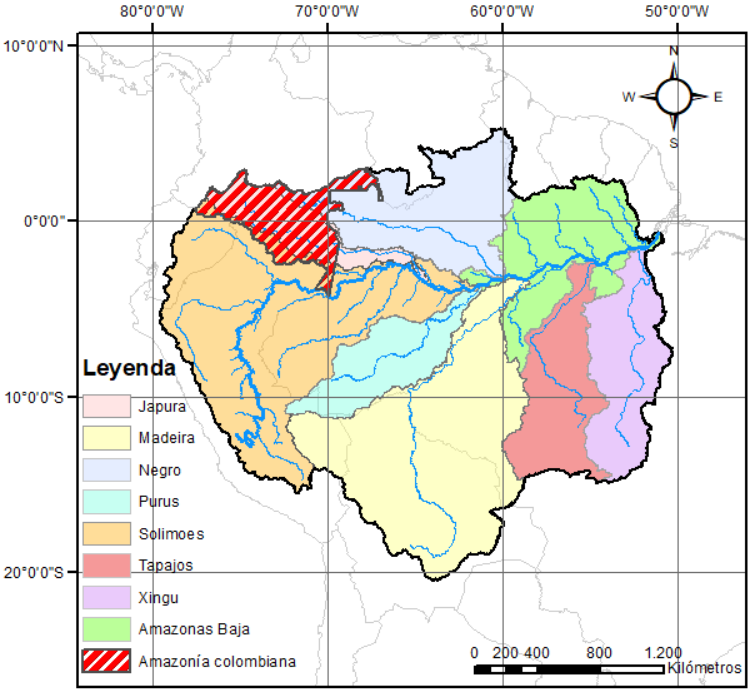 80°0'0"W 70°0'0"W 60°0'0"W 50°0'0"W
10°0'0"N
N
W E
S
0°0'0"
10°0'0"S
20°0'0"S
Leyenda
Japura
Madeira
Negro
Purus
Solimoes
Tapajos
Xingu
Amazonas Baja
Amazonía colombiana
0 200 400 800 1.200
Kilómetros